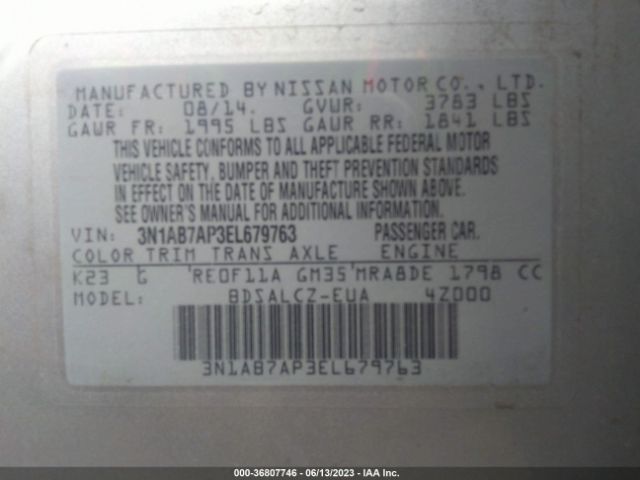 MANUFACTURED BY NISSAN MOTOR CO., LTD.
DATE: 08/14. GVWR: 3783 LBS
GAWR FR: 1995 LBS GAWR RR: 1841 LBS
THIS VEHICLE CONFORMS TO ALL APPLICABLE FEDERAL MOTOR
VEHICLE SAFETY, BUMPER AND THEFT PREVENTION STANDARDS
IN EFFECT ON THE DATE OF MANUFACTURE SHOWN ABOVE.
SEE OWNER'S MANUAL FOR ADDITIONAL INFORMATION.
VIN: 3N1AB7AP3EL679763 PASSENGER CAR.
COLOR TRIM TRANS AXLE ENGINE
K23 G RE0F11A GM35 MRA8DE 1798 CC
MODEL: BDSALCZ-EUA 4Z000
3N1AB7AP3EL679763
000-36807746 - 06/13/2023 - IAA Inc.